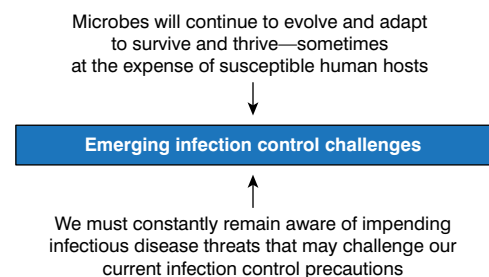 Microbes will continue to evolve and adapt
to survive and thrive—sometimes
at the expense of susceptible human hosts
Emerging infection control challenges
We must constantly remain aware of impending
infectious disease threats that may challenge our
current infection control precautions